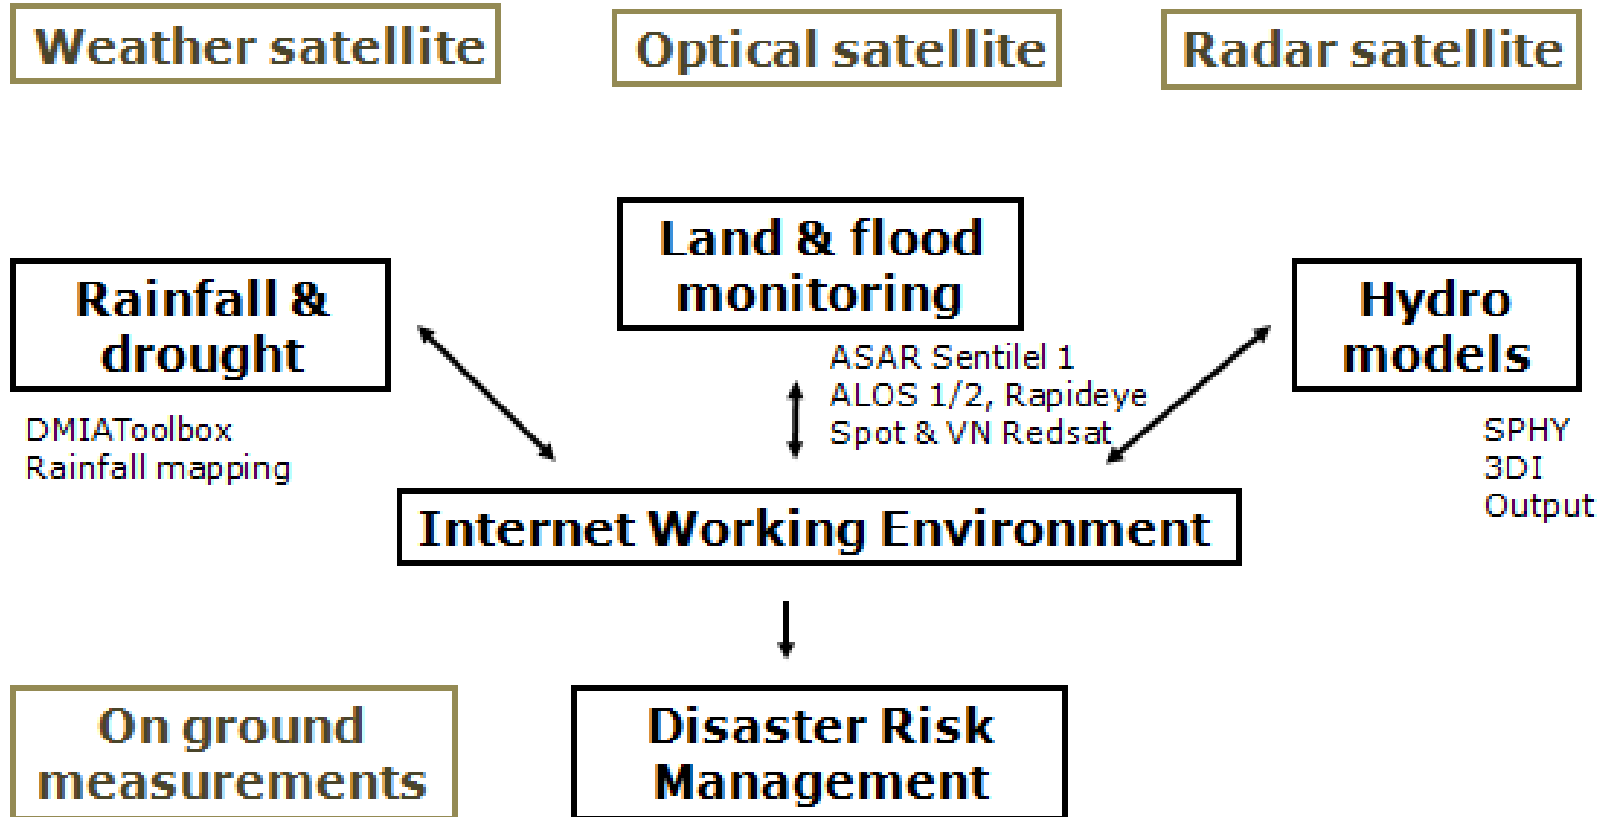 Weather satellite
Optical satellite
Radar satellite
Land & flood
monitoring
Rainfall &
drought
Hydro
models
ASAR Sentilel 1
ALOS 1/2, Rapideye
Spot & VN Redsat
DMIAToolbox
Rainfall mapping
SPHY
3DI
Output
Internet Working Environment
On ground
measurements
Disaster Risk
Management